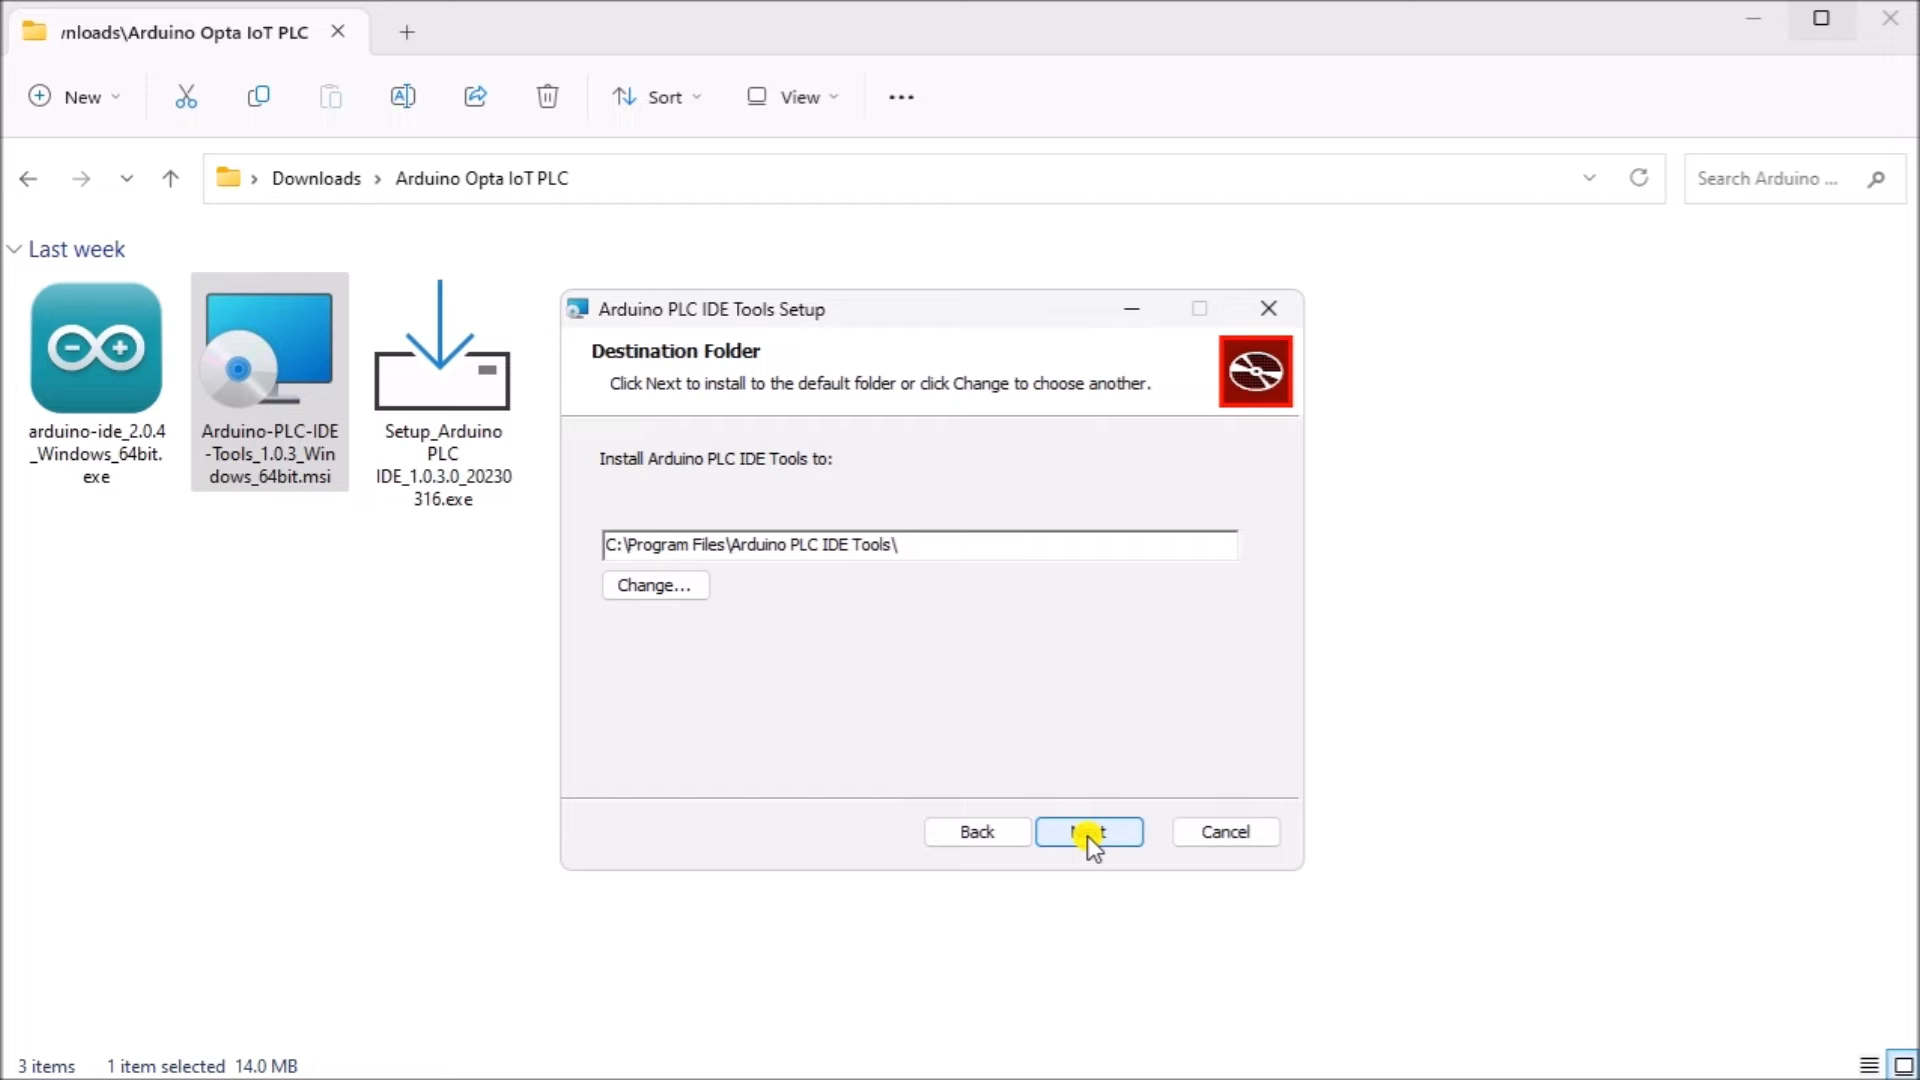 \nloads\Arduino Opta IoT PLC
New
Sort
View
Downloads
Arduino Opta IoT PLC
Search Arduino ...
Last week
arduino-ide_2.0.4
_Windows_64bit.
exe
Arduino-PLC-IDE
-Tools_1.0.3_Win
dows_64bit.msi
Setup_Arduino
PLC
IDE_1.0.3.0_20230
316.exe
Arduino PLC IDE Tools Setup
Destination Folder
Click Next to install to the default folder or click Change to choose another.
Install Arduino PLC IDE Tools to:
C:\Program Files\Arduino PLC IDE Tools\
Change...
Back
Next
Cancel
3 items
1 item selected 14.0 MB